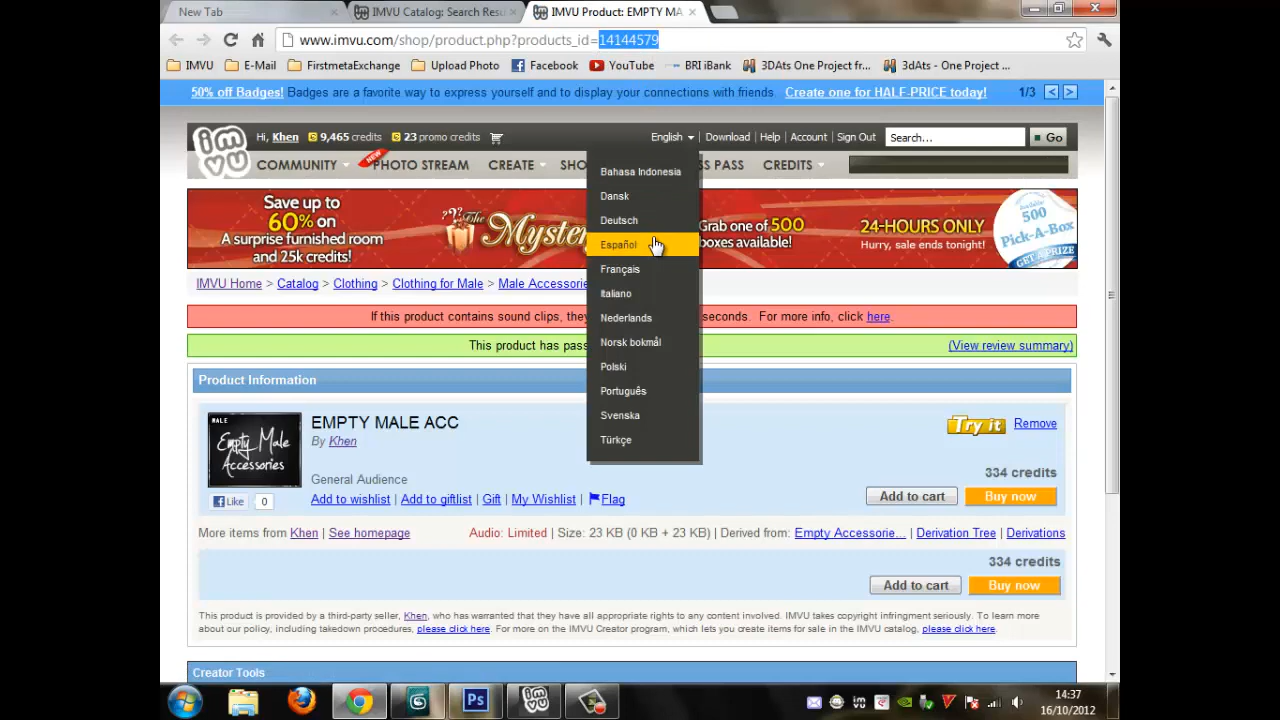 New Tab
IMVU Catalog: Search Resu
IMVU Product: EMPTY MA
www.imvu.com/shop/product.php?products_id=14144579
IMVU E-Mail FirstmetaExchange Upload Photo Facebook YouTube BRI iBank 3DAts One Project fr... 3dAts - One Project ...
50% off Badges! Badges are a favorite way to express yourself and to display your connections with friends. Create one for HALF-PRICE today! 1/3 < >
imvu
Hi, Khen 9,465 credits 23 promo credits English Download Help Account Sign Out Search... Go
NEW
COMMUNITY PHOTO STREAM CREATE SHO S PASS CREDITS
Bahasa Indonesia
Dansk
Deutsch
Español
Français
Italiano
Nederlands
Norsk bokmål
Polski
Português
Svenska
Türkçe
Save up to
60% on
A surprise furnished room
and 25k credits!
The
Grab one of 500
boxes available!
24-HOURS ONLY
Hurry, sale ends tonight!
Available:
500
Pick-A-Box
GET A PRIZE
IMVU Home > Catalog > Clothing > Clothing for Male > Male Accessorie
If this product contains sound clips, the seconds. For more info, click here.
This product has pass (View review summary)
Product Information
MALE
Empty Male
Accessories
EMPTY MALE ACC
By Khen
Try it Remove
General Audience
334 credits
Like 0
Add to wishlist | Add to giftlist | Gift | My Wishlist | Flag
Add to cart Buy now
More items from Khen | See homepage
Audio: Limited | Size: 23 KB (0 KB + 23 KB) | Derived from: Empty Accessorie... | Derivation Tree | Derivations
334 credits
Add to cart Buy now
This product is provided by a third-party seller, Khen, who has warranted that they have all appropriate rights to any content involved. IMVU takes copyright infringment seriously. To learn more
about our policy, including takedown procedures, please click here. For more on the IMVU Creator program, which lets you create items for sale in the IMVU catalog, please click here.
Creator Tools
Ps
14:37
16/10/2012